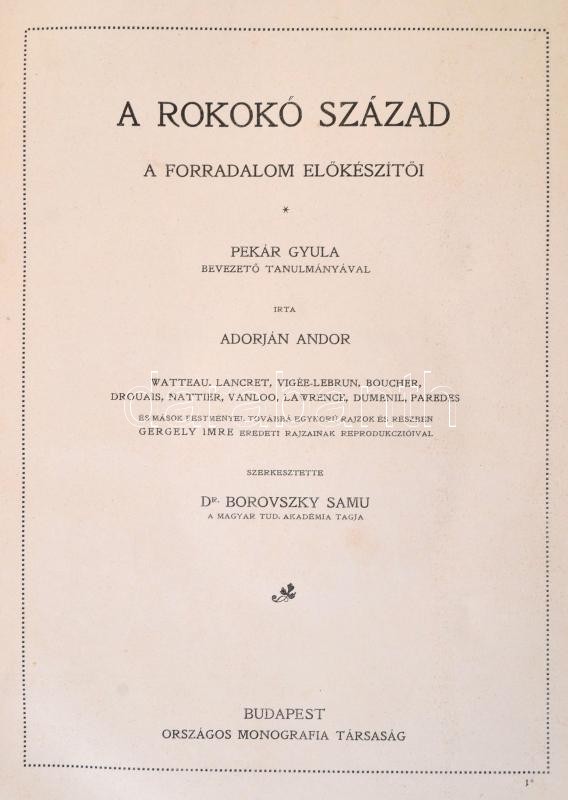 A ROKOKÓ SZÁZAD
A FORRADALOM ELŐKÉSZÍTŐI
*
PEKÁR GYULA
BEVEZETŐ TANULMÁNYÁVAL
IRTA
ADORJÁN ANDOR
WATTEAU, LANCRET, VIGÉE-LEBRUN, BOUCHER,
DROUAIS, NATTIER, VANLOO, LAWRENCE, DUMENIL, PAREDES
ÉS MÁSOK FESTMÉNYEI, TOVÁBBÁ EGYKORÚ RAJZOK ÉS RÉSZBEN
GERGELY IMRE EREDETI RAJZAINAK REPRODUKCZIÓIVAL
darabanth
SZERKESZTETTE
DR. BOROVSZKY SAMU
A MAGYAR TUD. AKADÉMIA TAGJA
BUDAPEST
ORSZÁGOS MONOGRAFIA TÁRSASÁG
1*